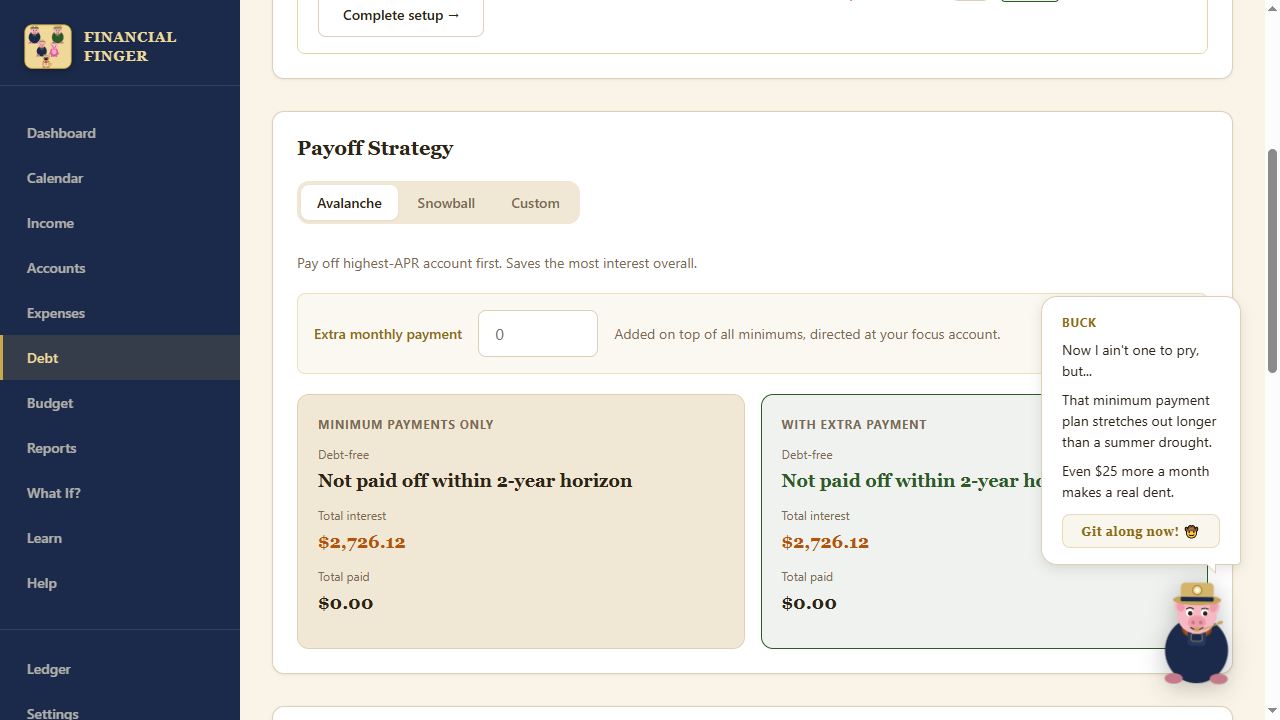 FINANCIAL
FINGER
Dashboard
Calendar
Income
Accounts
Expenses
Debt
Budget
Reports
What If?
Learn
Help
Ledger
Settings
Complete setup →
Payoff Strategy
Avalanche
Snowball
Custom
Pay off highest-APR account first. Saves the most interest overall.
Extra monthly payment
0
Added on top of all minimums, directed at your focus account.
MINIMUM PAYMENTS ONLY
Debt-free
Not paid off within 2-year horizon
Total interest
$2,726.12
Total paid
$0.00
WITH EXTRA PAYMENT
Debt-free
Not paid off within 2-year
Total interest
$2,726.12
Total paid
$0.00
BUCK
Now I ain't one to pry,
but...
That minimum payment
plan stretches out longer
than a summer drought.
Even $25 more a month
makes a real dent.
Git along now! 🤠